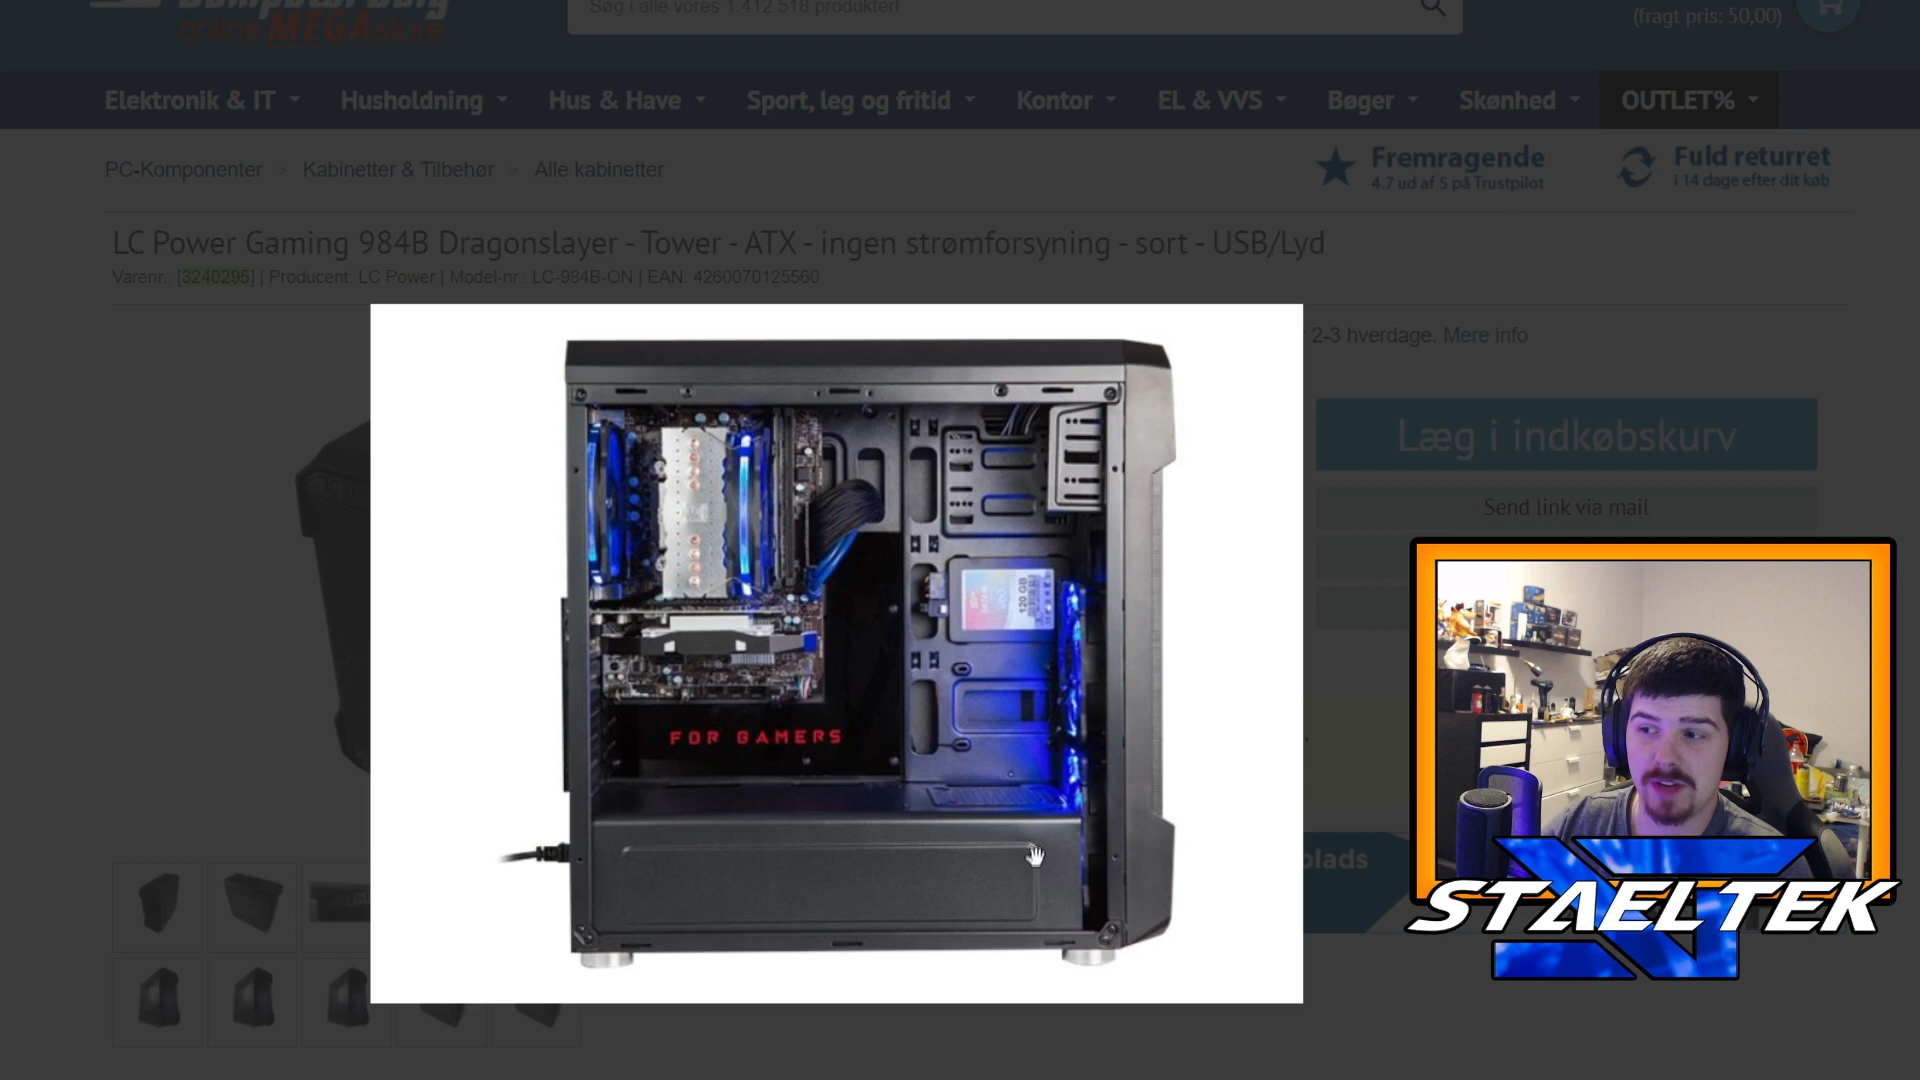 online MEGAstore
Søg i alle vores 1.412.518 produkter!
(fragt pris: 50,00)
Elektronik & IT
Husholdning
Hus & Have
Sport, leg og fritid
Kontor
EL & VVS
Bøger
Skønhed
OUTLET%
PC-Komponenter > Kabinetter & Tilbehør > Alle kabinetter
Fremragende
4.7 ud af 5 på Trustpilot
Fuld returret
i 14 dage efter dit køb
LC Power Gaming 984B Dragonslayer - Tower - ATX - ingen strømforsyning - sort - USB/Lyd
Varenr.: [3240295] | Producent: LC Power | Model-nr.: LC-984B-ON | EAN: 4260070125560
2-3 hverdage. Mere info
Læg i indkøbskurv
Send link via mail
120 GB
FOR GAMERS
STAELTEK